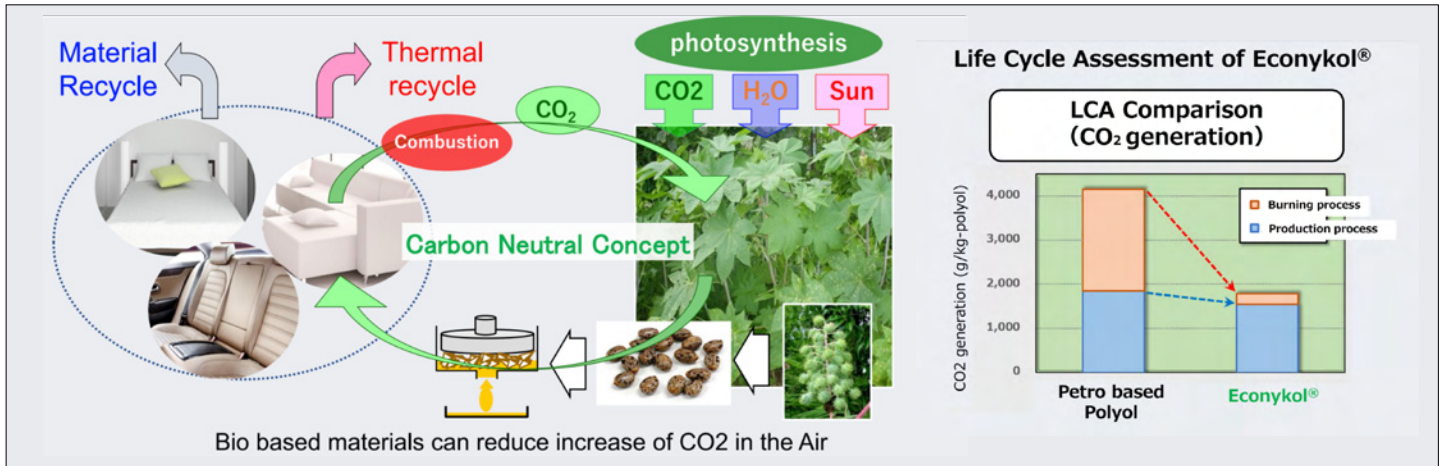 Material
Recycle
Thermal
recycle
photosynthesis
CO2
H₂O
Sun
CO₂
Combustion
Carbon Neutral Concept
Bio based materials can reduce increase of CO2 in the Air
Life Cycle Assessment of Econykol®
LCA Comparison
(CO₂ generation)
CO2 generation (g/kg-polyol)
4,000
3,000
2,000
1,000
0
Burning process
Production process
Petro based
Polyol
Econykol®